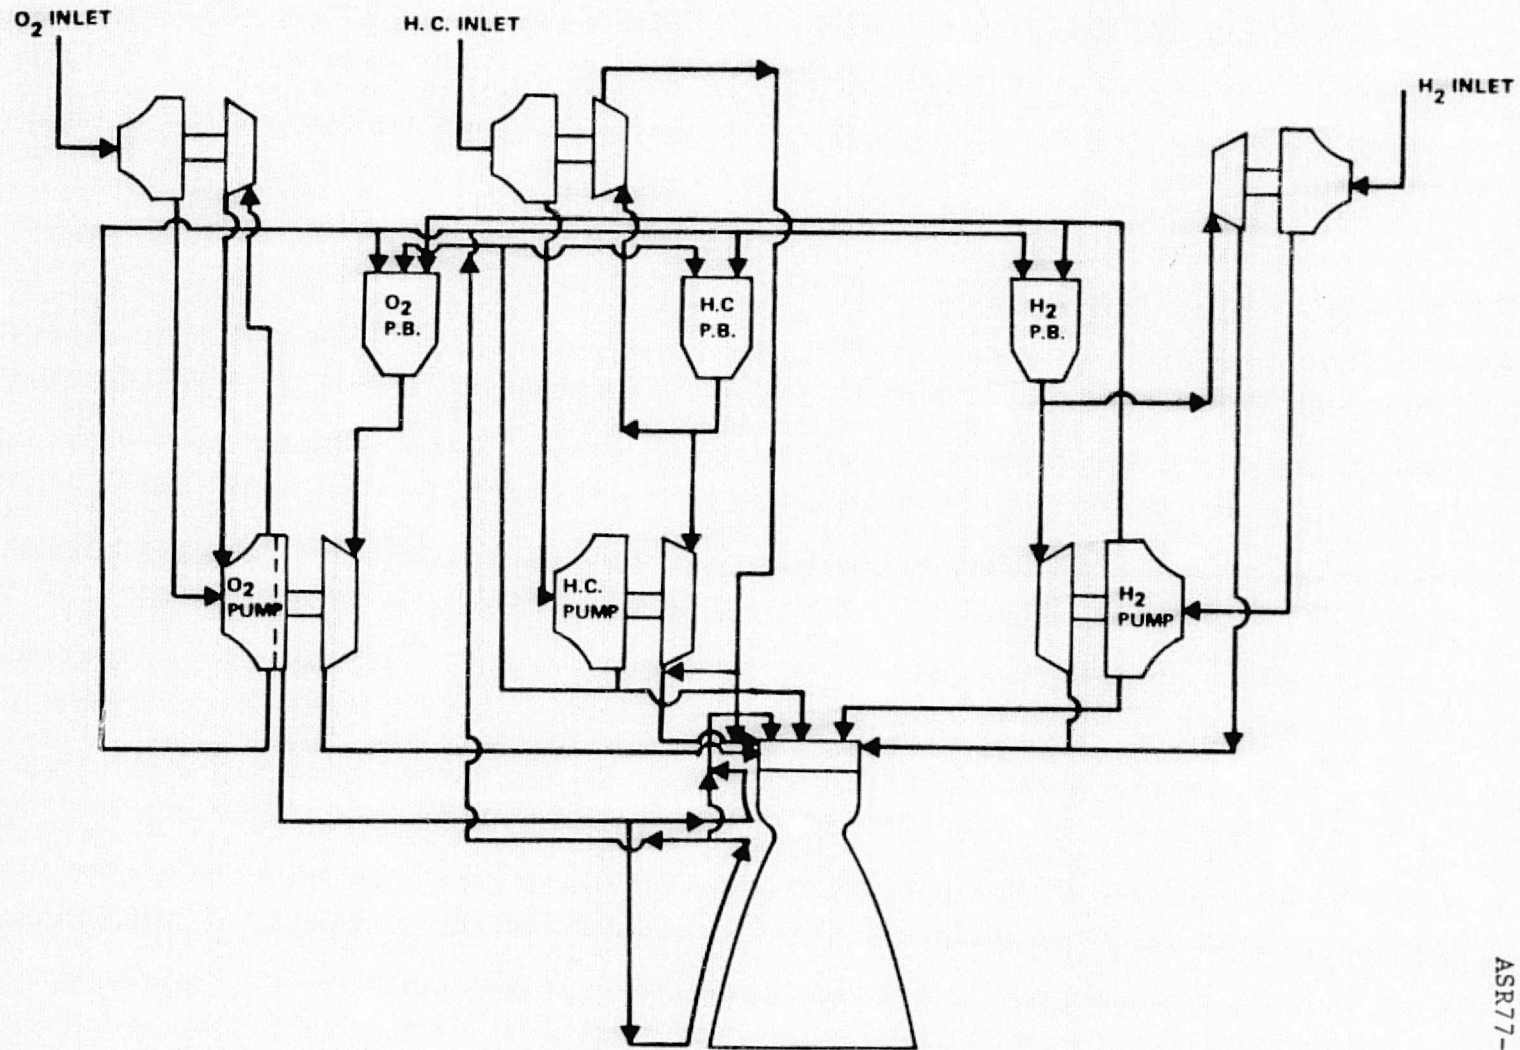 O2 INLET
H. C. INLET
H2 INLET
O2
P.B.
H.C
P.B.
H2
P.B.
O2
PUMP
H.C.
PUMP
H2
PUMP
ASR77-